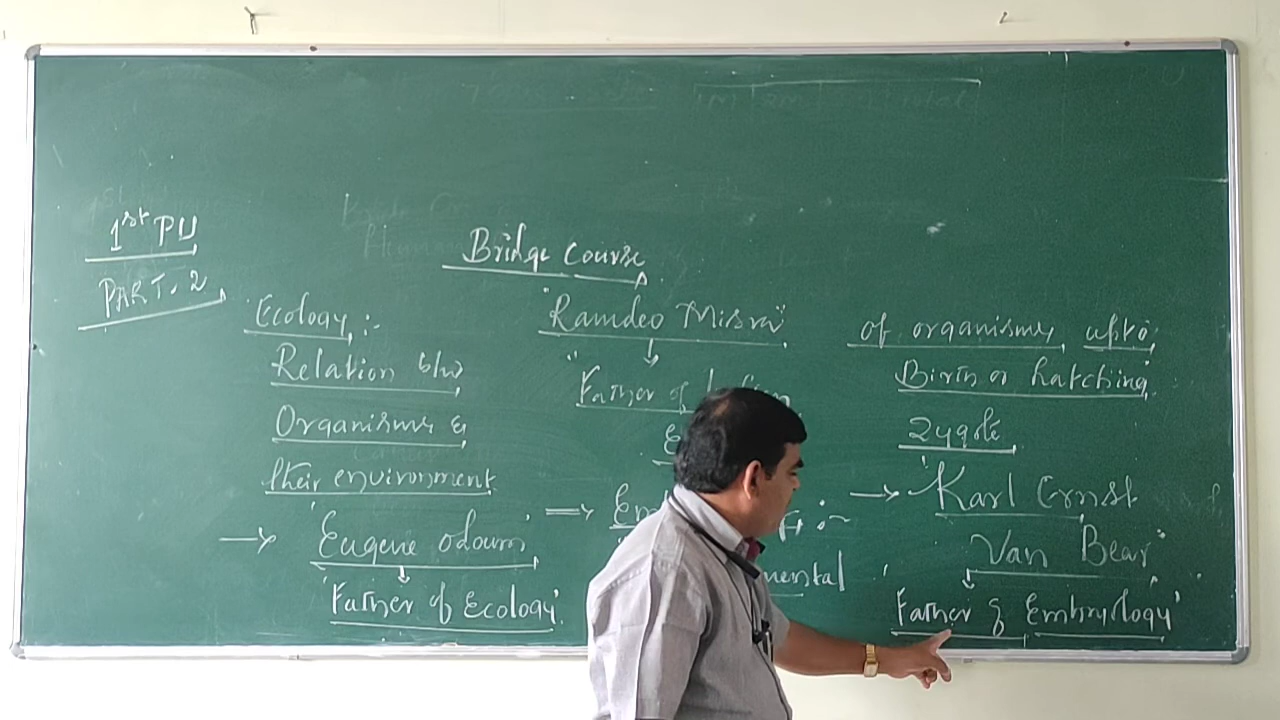 1st PU
PART. 2
Bridge Course
Ecology :-
Relation b/w
Organisms &
their environment
→ 'Eugene Odum'
↓
'Father of Ecology'.
"Ramdeo Misra"
↓
"Father of
⇒ :-
mental
of organisms upto
Birth or hatching
Zygote
→ 'Karl Ernst
Van Bear'
↓
'Father of Embryology'